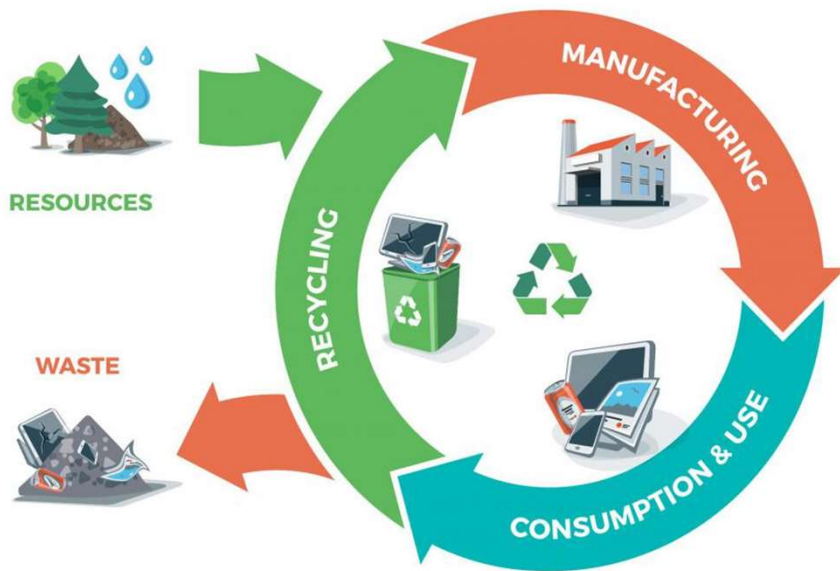 RESOURCES
WASTE
RECYCLING
MANUFACTURING
CONSUMPTION & USE